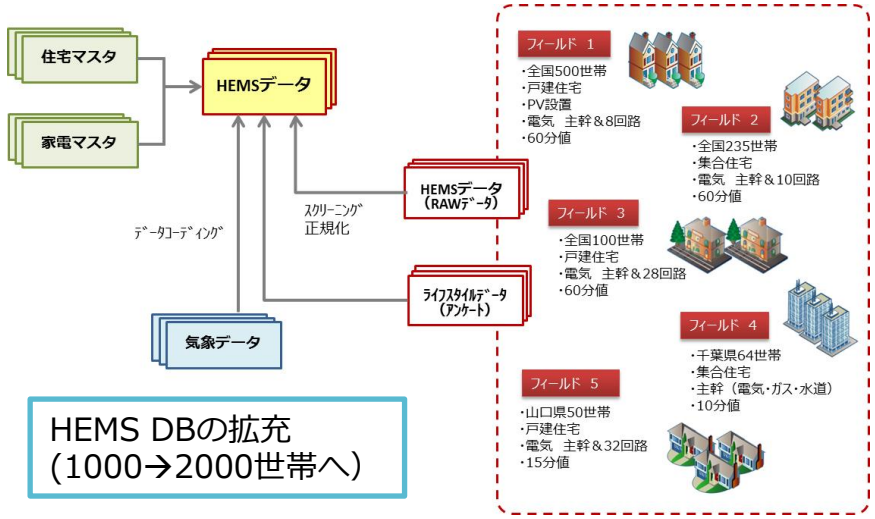 住宅マスタ
家電マスタ
HEMSデータ
データコーディング
スクリーニング
正規化
HEMSデータ
(RAWデータ)
ライフスタイルデータ
(アンケート)
気象データ
HEMS DBの拡充
(1000→2000世帯へ)
フィールド 1
・全国500世帯
・戸建住宅
・PV設置
・電気 主幹&8回路
・60分値
フィールド 2
・全国235世帯
・集合住宅
・電気 主幹&10回路
・60分値
フィールド 3
・全国100世帯
・戸建住宅
・電気 主幹&28回路
・60分値
フィールド 4
・千葉県64世帯
・集合住宅
・主幹(電気・ガス・水道)
・10分値
フィールド 5
・山口県50世帯
・戸建住宅
・電気 主幹&32回路
・15分値